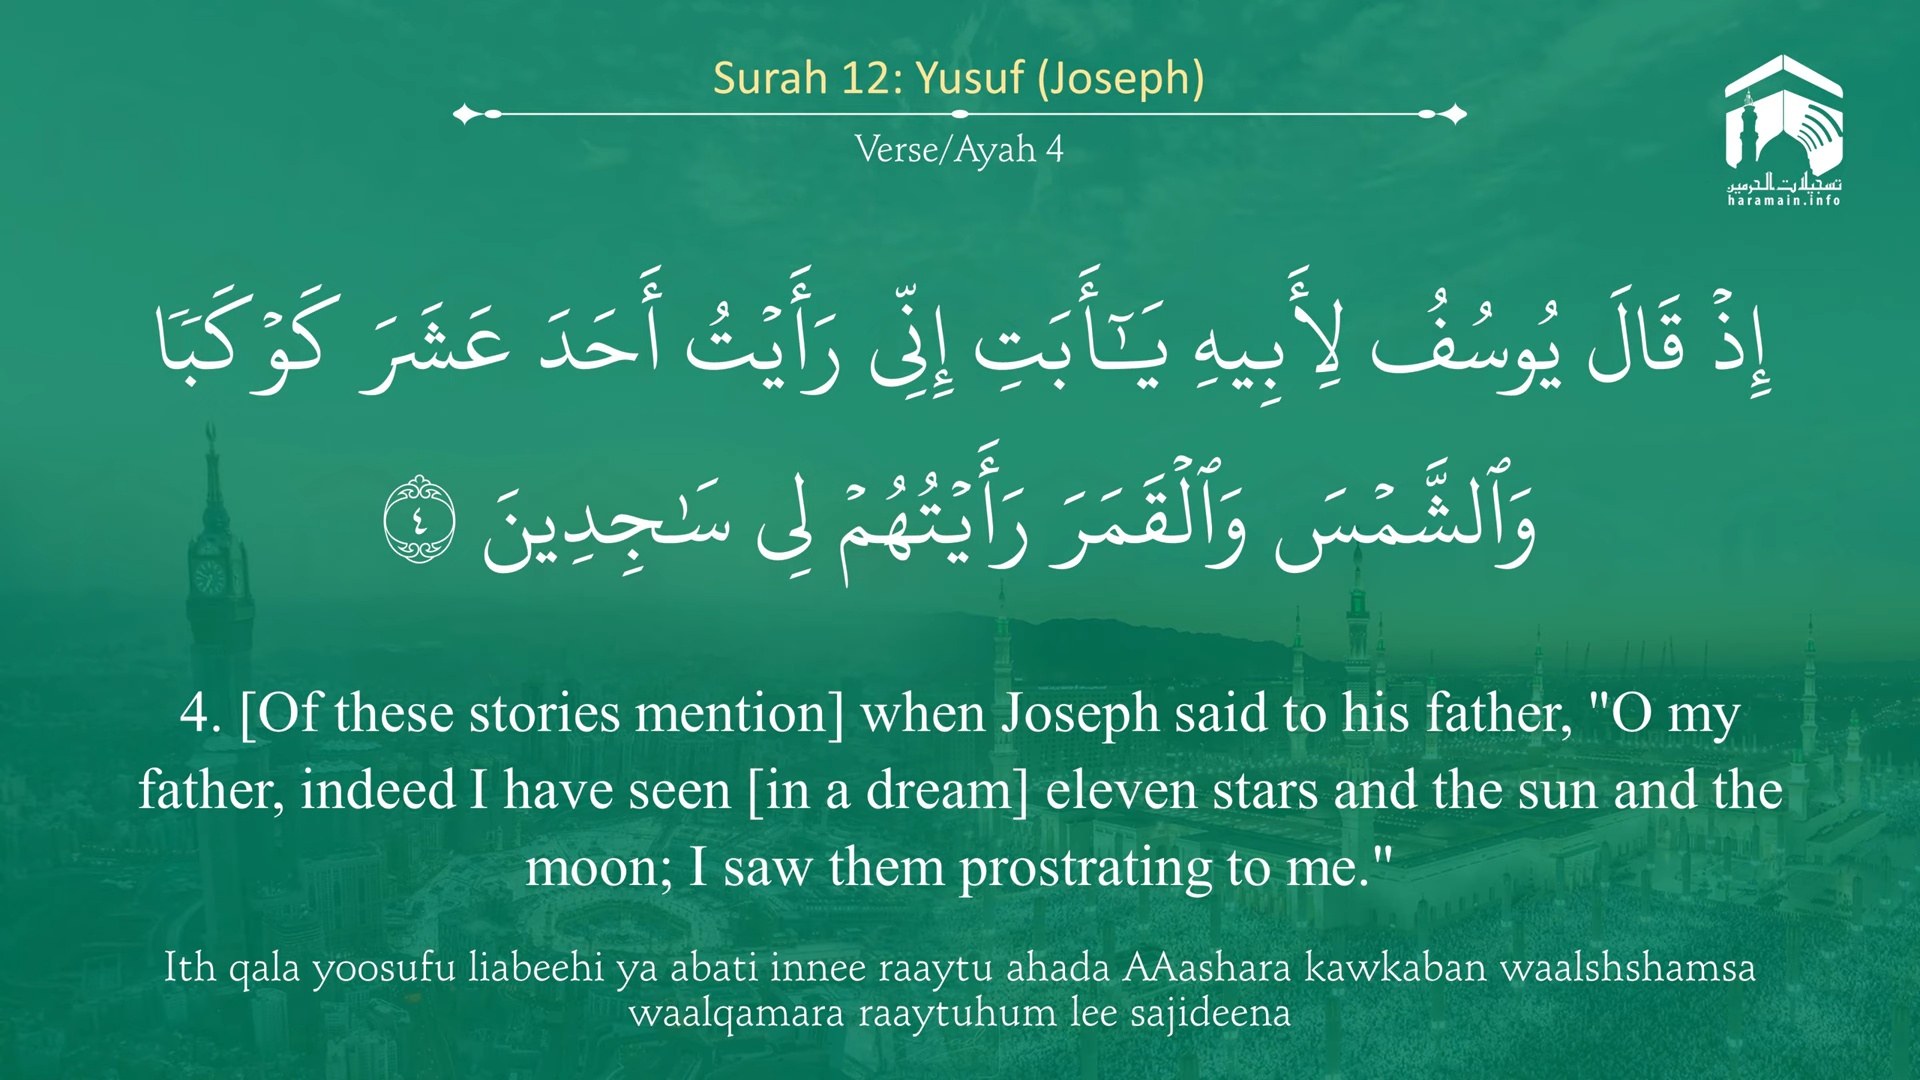 Surah 12: Yusuf (Joseph)
Verse/Ayah 4
تسجيلات الحرمين
haramain.info
إِذۡ قَالَ يُوسُفُ لِأَبِيهِ يَـٰٓأَبَتِ إِنِّى رَأَيۡتُ أَحَدَ عَشَرَ كَوۡكَبࣰا
وَٱلشَّمۡسَ وَٱلۡقَمَرَ رَأَيۡتُهُمۡ لِى سَـٰجِدِينَ ٤
4. [Of these stories mention] when Joseph said to his father, "O my
father, indeed I have seen [in a dream] eleven stars and the sun and the
moon; I saw them prostrating to me."
Ith qala yoosufu liabeehi ya abati innee raaytu ahada AAashara kawkaban waalshshamsa
waalqamara raaytuhum lee sajideena